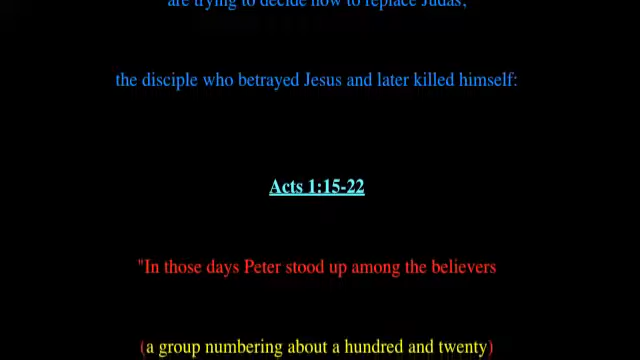 are trying to decide how to replace Judas,
the disciple who betrayed Jesus and later killed himself:
Acts 1:15-22
"In those days Peter stood up among the believers
(a group numbering about a hundred and twenty)